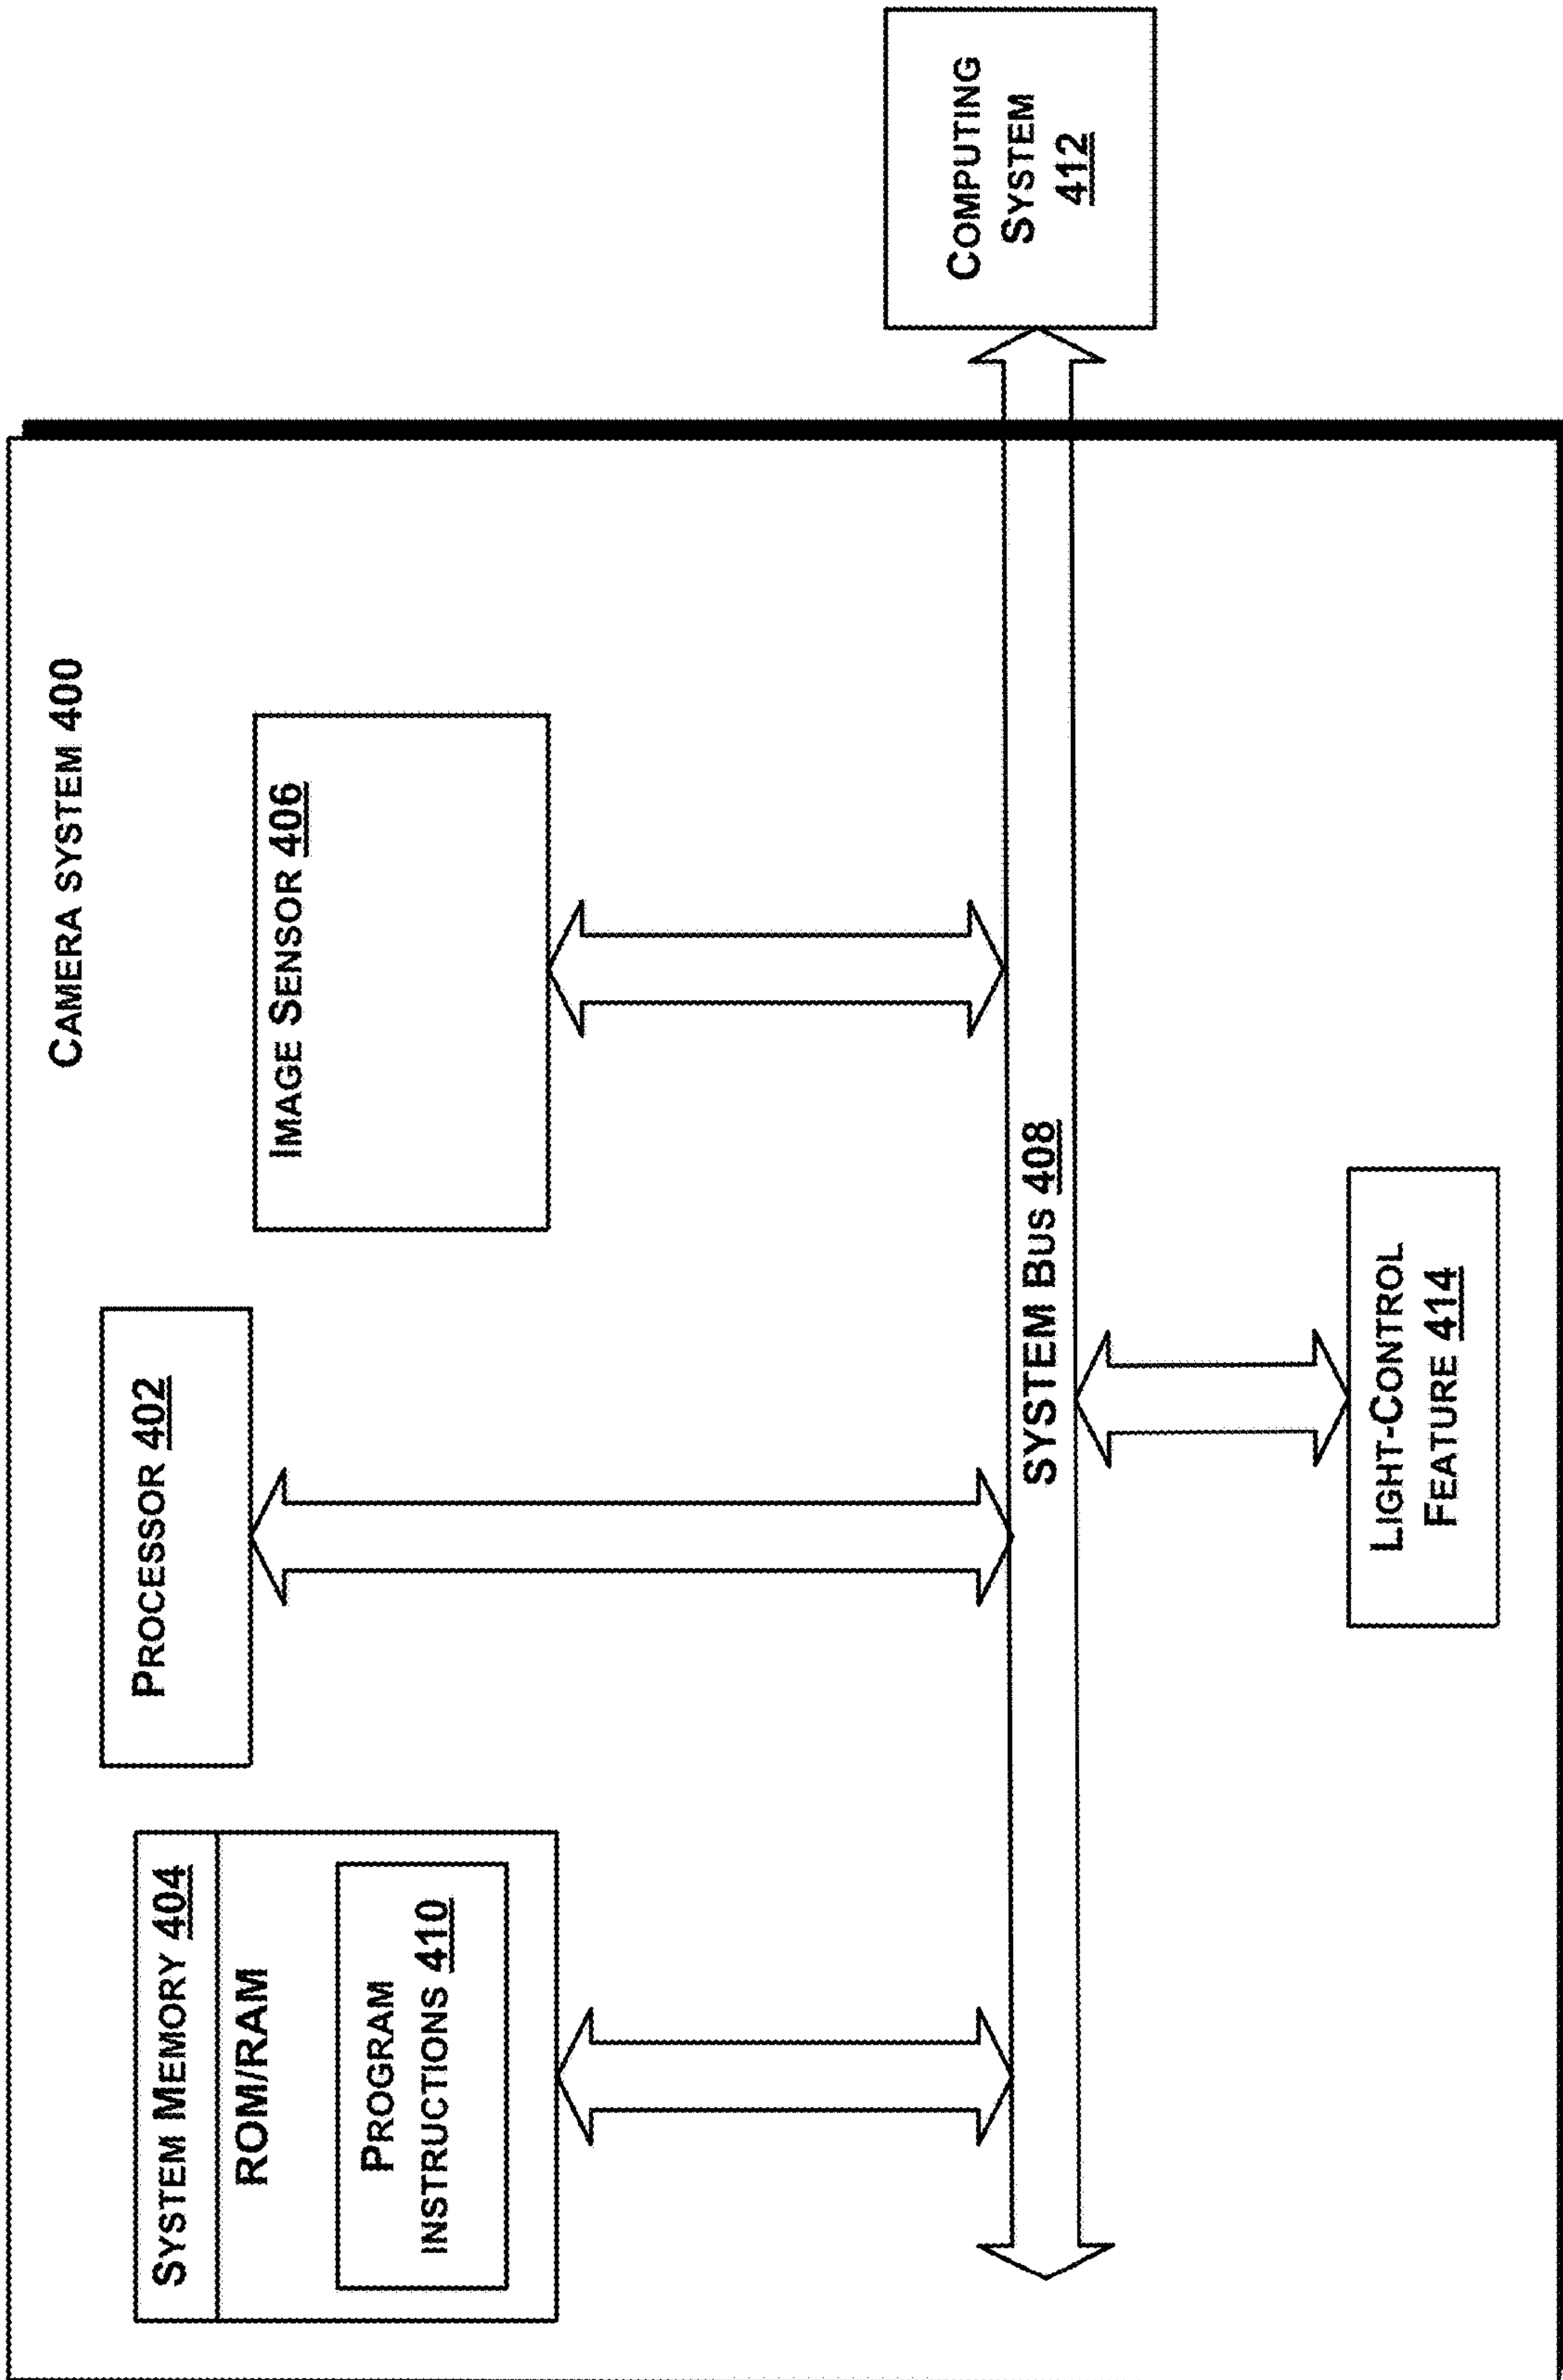 CAMERA SYSTEM 400
SYSTEM MEMORY 404
ROM/RAM
PROGRAM
INSTRUCTIONS 410
PROCESSOR 402
IMAGE SENSOR 406
SYSTEM BUS 408
LIGHT-CONTROL
FEATURE 414
COMPUTING
SYSTEM
412